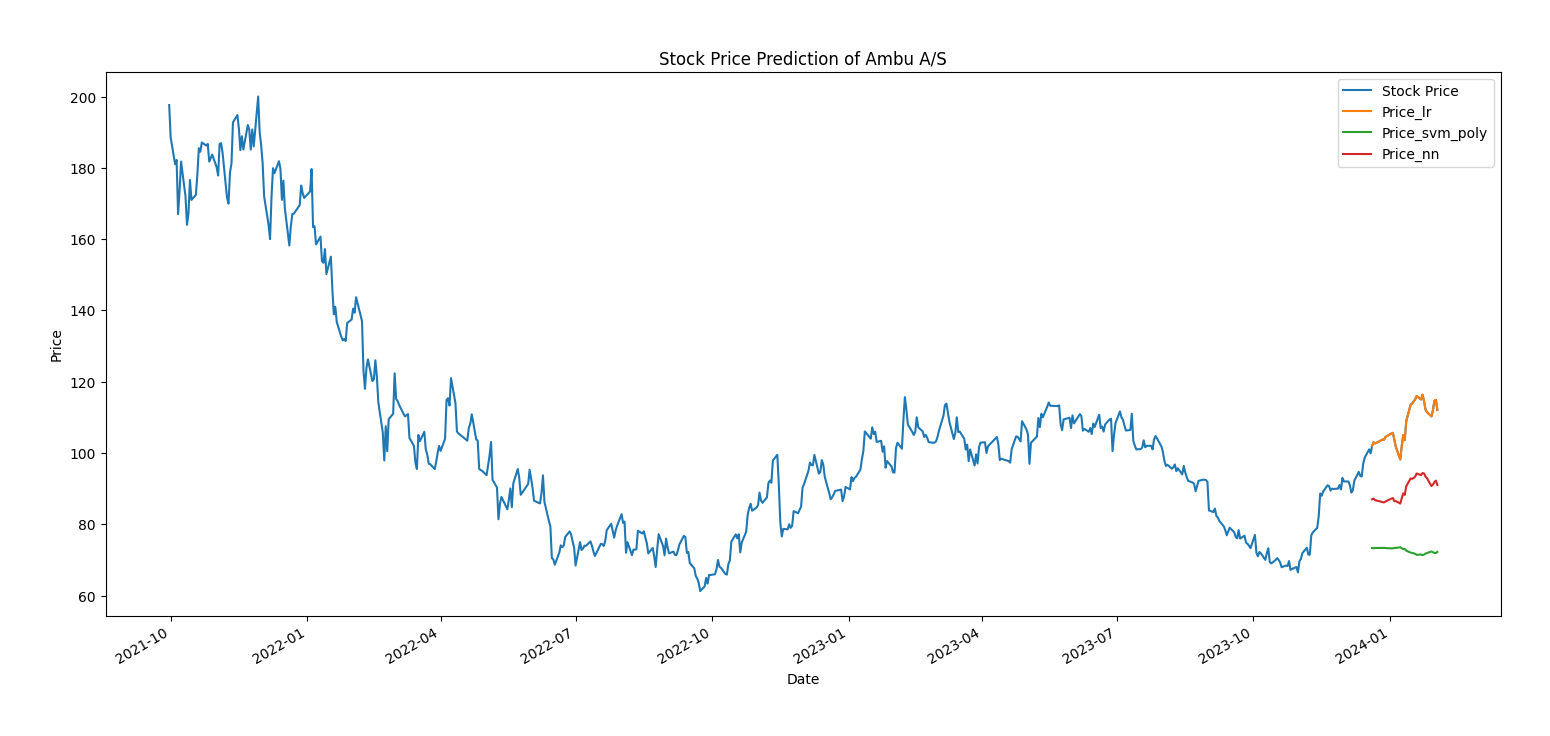 Stock Price Prediction of Ambu A/S
Stock Price
Price_lr
Price_svm_poly
Price_nn
200
180
160
140
120
100
80
60
Price
2021-10
2022-01
2022-04
2022-07
2022-10
2023-01
2023-04
2023-07
2023-10
2024-01
Date